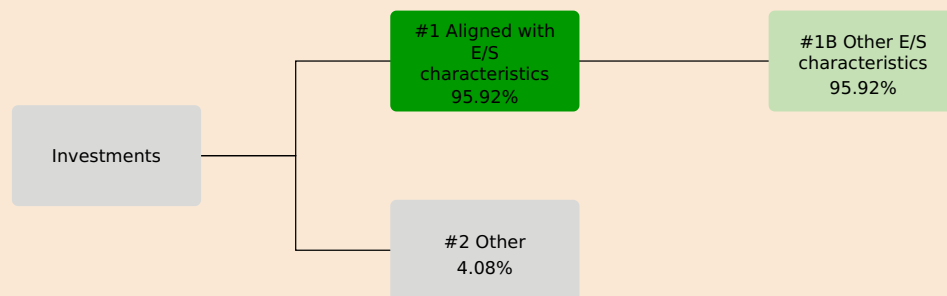 #1 Aligned with
E/S
characteristics
95.92%
#1B Other E/S
characteristics
95.92%
Investments
#2 Other
4.08%